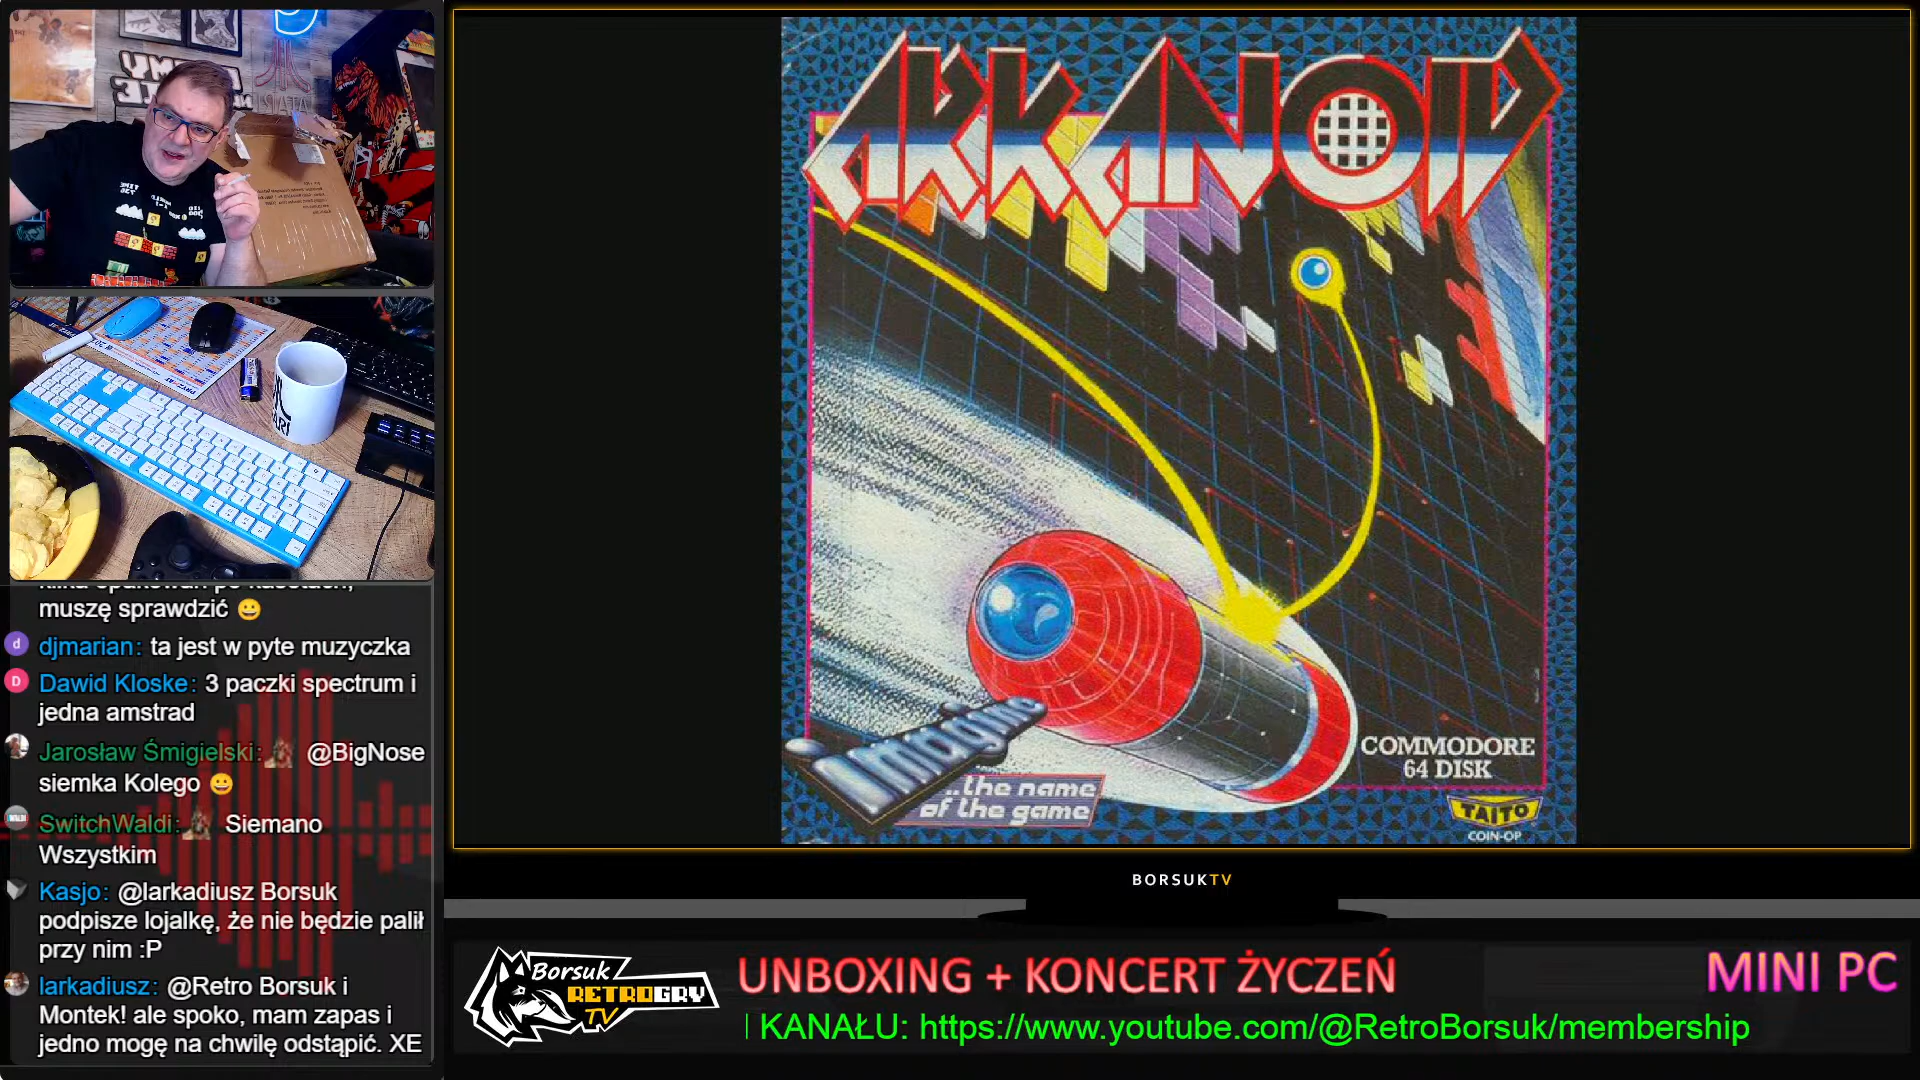 ARKANOID
Imagine
...the name
of the game
COMMODORE
64 DISK
TAITO
COIN-OP
muszę sprawdzić 😀
djmarian: ta jest w pyte muzyczka
Dawid Kloske: 3 paczki spectrum i
jedna amstrad
Jarosław Śmigielski: @BigNose
siemka Kolego 😀
SwitchWaldi: Siemano
Wszystkim
Kasjo: @larkadiusz Borsuk
podpisze lojalkę, że nie będzie palił
przy nim :P
larkadiusz: @Retro Borsuk i
Montek! ale spoko, mam zapas i
jedno mogę na chwilę odstąpić. XE
BORSUKTV
Borsuk
RETROGRY
TV
UNBOXING + KONCERT ŻYCZEŃ
MINI PC
KANAŁU: https://www.youtube.com/@RetroBorsuk/membership